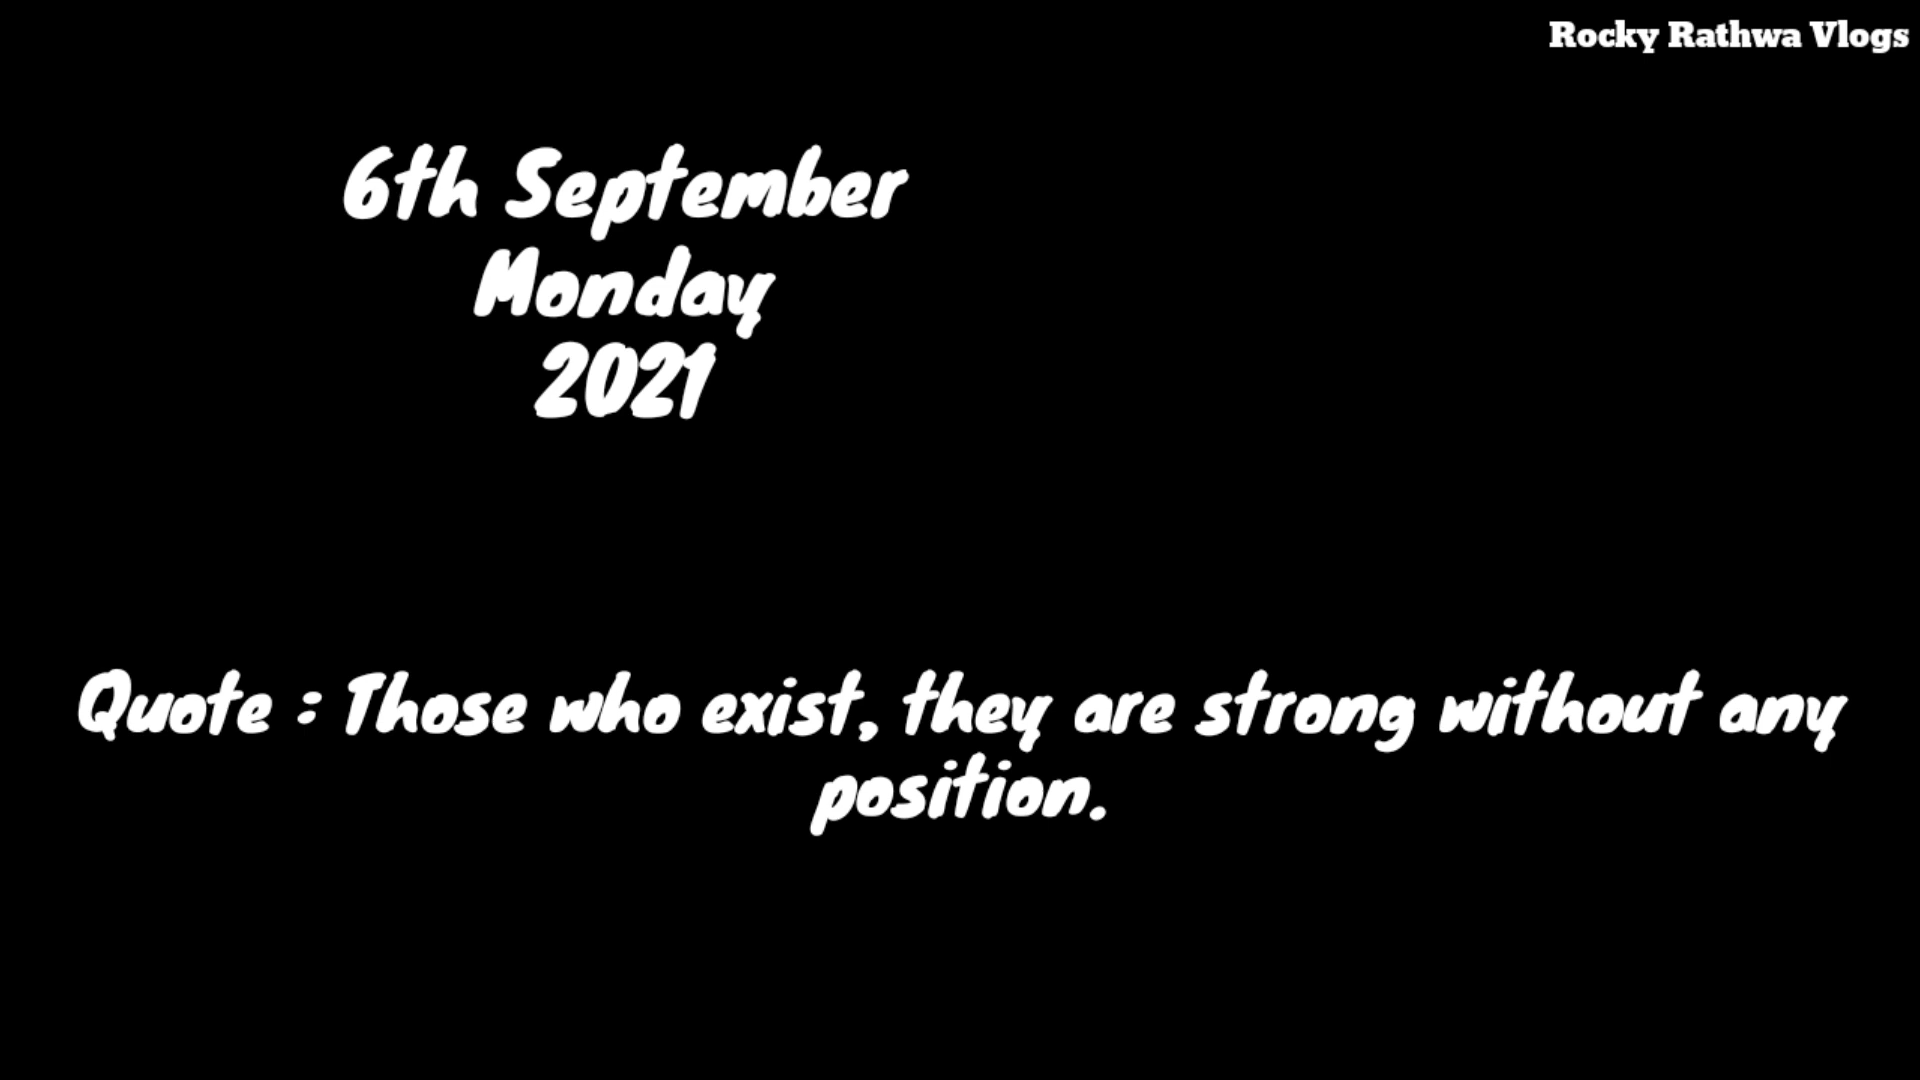 Rocky Rathwa Vlogs
6th September
Monday
2021
Quote : Those who exist, they are strong without any
position.